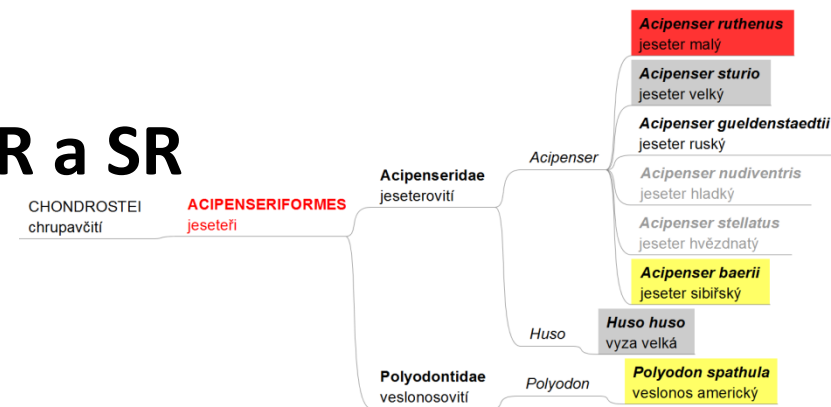 R a SR
CHONDROSTEI
chrupavčití
ACIPENSERIFORMES
jeseteři
Acipenseridae
jeseterovití
Acipenser
Acipenser ruthenus
jeseter malý
Acipenser sturio
jeseter velký
Acipenser gueldenstaedtii
jeseter ruský
Acipenser nudiventris
jeseter hladký
Acipenser stellatus
jeseter hvězdnatý
Acipenser baerii
jeseter sibiřský
Huso
Huso huso
vyza velká
Polyodontidae
veslonosovití
Polyodon
Polyodon spathula
veslonos americký